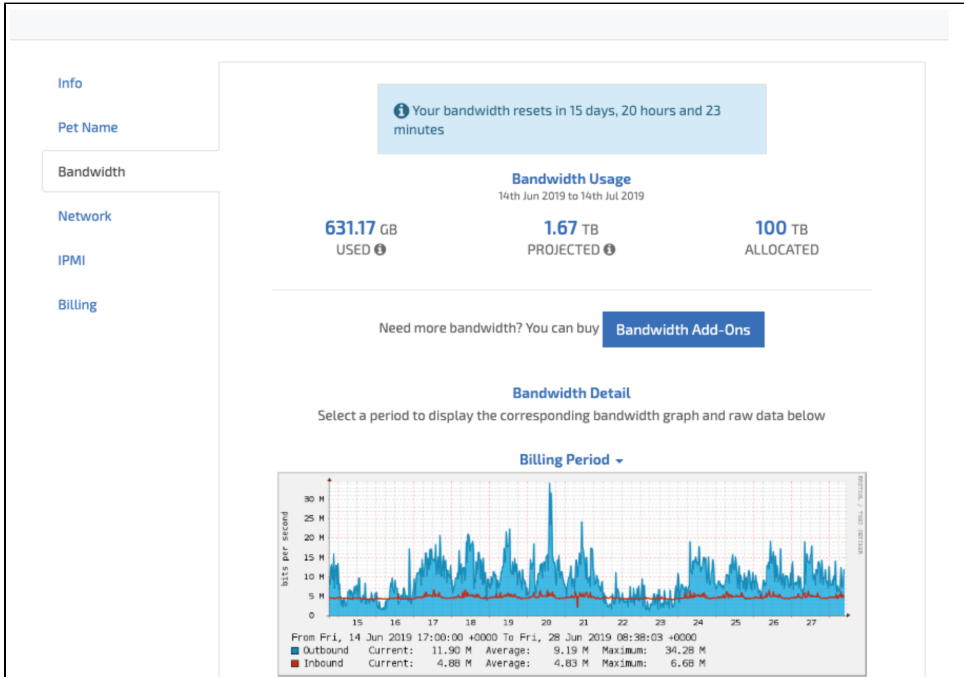 Info
Pet Name
Bandwidth
Network
IPMI
Billing
Your bandwidth resets in 15 days, 20 hours and 23
minutes
Bandwidth Usage
14th Jun 2019 to 14th Jul 2019
631.17 GB 1.67 TB 100 TB
USED PROJECTED ALLOCATED
Need more bandwidth? You can buy Bandwidth Add-Ons
Bandwidth Detail
Select a period to display the corresponding bandwidth graph and raw data below
Billing Period
bits per second
30 M
25 M
20 M
15 M
10 M
5 M
0
15 16 17 18 19 20 21 22 23 24 25 26 27
From Fri, 14 Jun 2019 17:00:00 +0000 To Fri, 28 Jun 2019 08:38:03 +0000
Outbound Current: 11.90 M Average: 9.19 M Maximum: 34.28 M
Inbound Current: 4.88 M Average: 4.83 M Maximum: 6.68 M